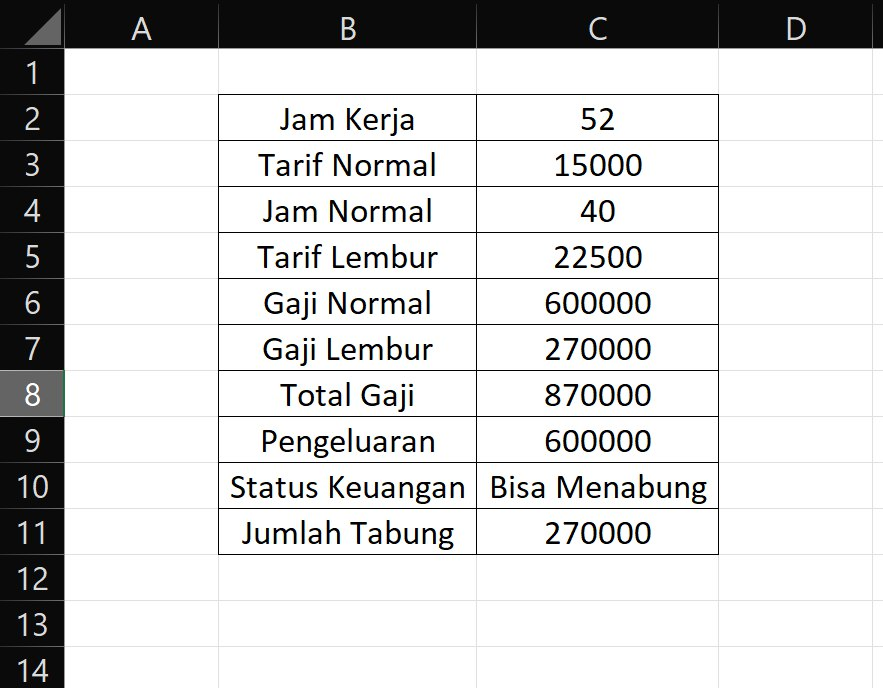 A B C D
1
2 Jam Kerja 52
3 Tarif Normal 15000
4 Jam Normal 40
5 Tarif Lembur 22500
6 Gaji Normal 600000
7 Gaji Lembur 270000
8 Total Gaji 870000
9 Pengeluaran 600000
10 Status Keuangan Bisa Menabung
11 Jumlah Tabung 270000
12
13
14